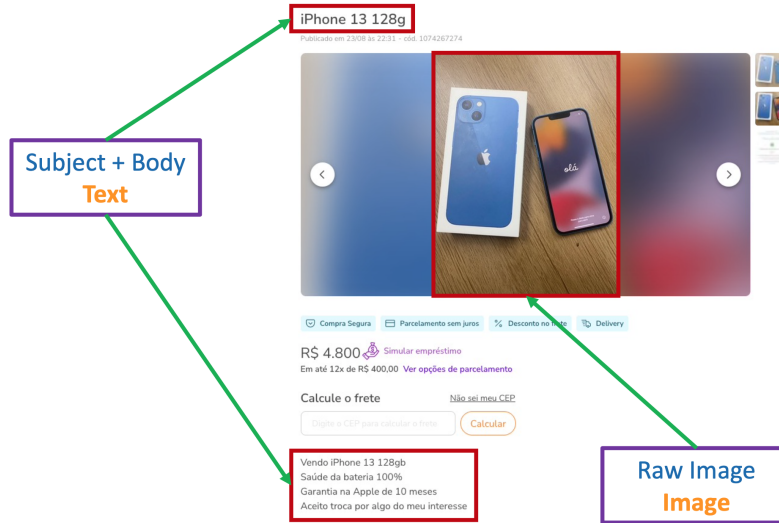 iPhone 13 128g
Publicado em 23/08 às 22:31 - cód. 1074267274
Subject + Body
Text
olá
Compra Segura
Parcelamento sem juros
Desconto no frete
Delivery
R$ 4.800
Simular empréstimo
Em até 12x de R$ 400,00 Ver opções de parcelamento
Calcule o frete
Não sei meu CEP
Digite o CEP para calcular o frete
Calcular
Vendo iPhone 13 128gb
Saúde da bateria 100%
Garantia na Apple de 10 meses
Aceito troca por algo do meu interesse
Raw Image
Image